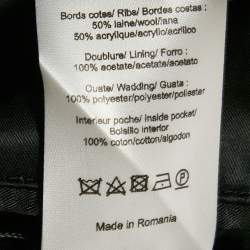 Bords cotes/ Ribs/ Bordes costas :
50% laine/wool/lana
50% acrylique/acrylic/acrilico
Doublure/ Lining/ Forro :
100% acetate/acetate/acetato
Ouate/ Wadding/ Guata :
100% polyester/polyester/poliester
Interieur poche/ inside pocket/
Bolsillo interior
100% coton/cotton/algodon
Made in Romania